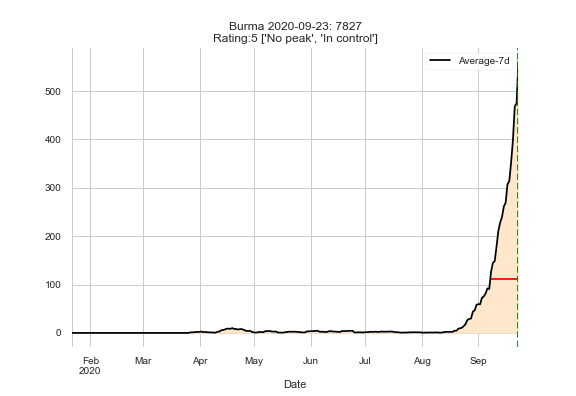 Burma 2020-09-23: 7827
Rating:5 ['No peak', 'In control']
Average-7d
500
400
300
200
100
0
Feb Mar Apr May Jun Jul Aug Sep
2020
Date